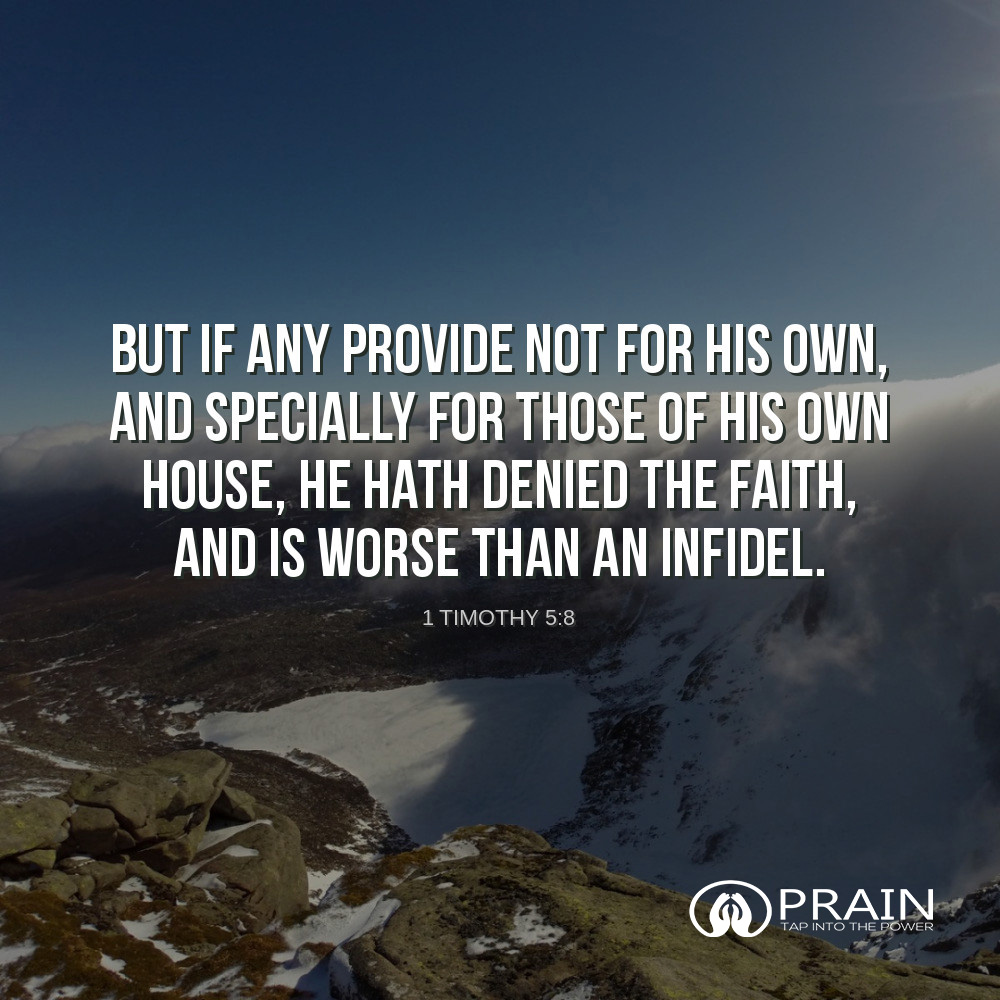 BUT IF ANY PROVIDE NOT FOR HIS OWN,
AND SPECIALLY FOR THOSE OF HIS OWN
HOUSE, HE HATH DENIED THE FAITH,
AND IS WORSE THAN AN INFIDEL.
1 TIMOTHY 5:8
PRAIN
TAP INTO THE POWER